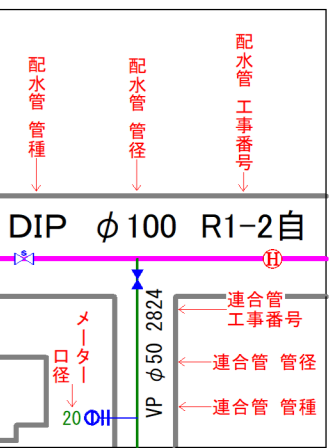 配水管 管種
配水管 管径
配水管 工事番号
DIP φ100 R1-2自
S
H
VP φ50 2824
連合管
工事番号
連合管 管径
連合管 管種
メーター
口径
20